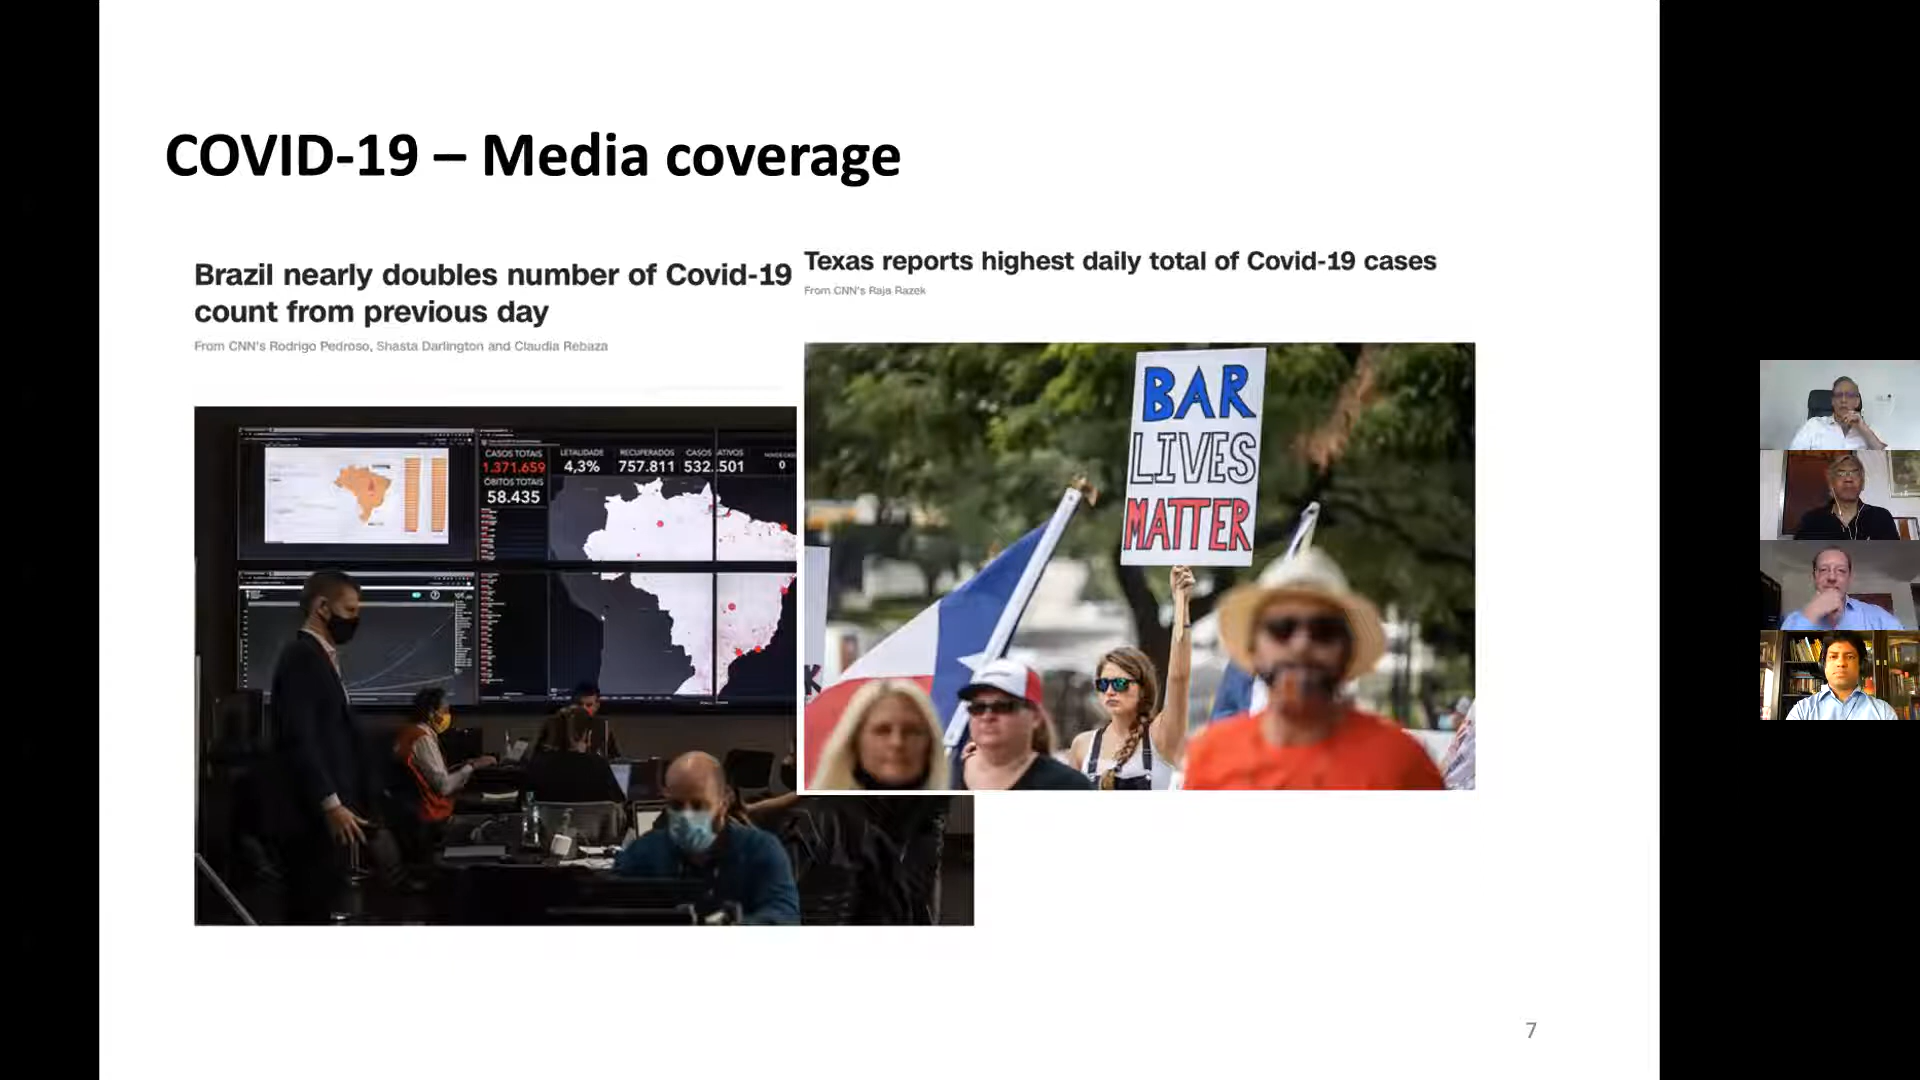 COVID-19 – Media coverage
Brazil nearly doubles number of Covid-19
count from previous day
From CNN's Rodrigo Pedroso, Shasta Darlington and Claudia Rebaza
Texas reports highest daily total of Covid-19 cases
From CNN's Raja Razek
CASOS TOTAIS
1.371.659
ÓBITOS TOTAIS
58.435
LETALIDADE
4,3%
RECUPERADOS
757.811
CASOS ATIVOS
532.501
0
BAR
LIVES
MATTER
7